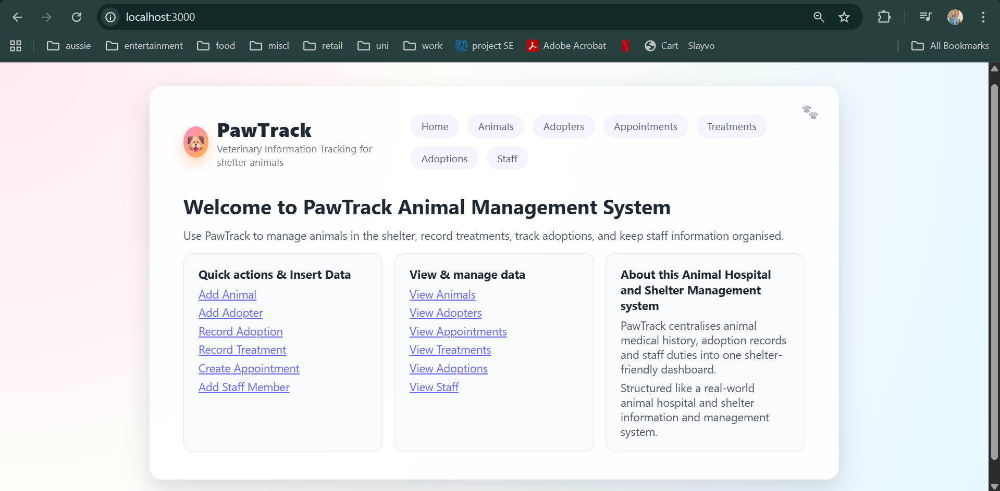 localhost:3000
aussie
entertainment
food
miscl
retail
uni
work
project SE
Adobe Acrobat
Cart – Slayvo
All Bookmarks
PawTrack
Veterinary Information Tracking for
shelter animals
Home
Animals
Adopters
Appointments
Treatments
Adoptions
Staff
Welcome to PawTrack Animal Management System
Use PawTrack to manage animals in the shelter, record treatments, track adoptions, and keep staff information organised.
Quick actions & Insert Data
Add Animal
Add Adopter
Record Adoption
Record Treatment
Create Appointment
Add Staff Member
View & manage data
View Animals
View Adopters
View Appointments
View Treatments
View Adoptions
View Staff
About this Animal Hospital
and Shelter Management
system
PawTrack centralises animal
medical history, adoption records
and staff duties into one shelter-
friendly dashboard.
Structured like a real-world
animal hospital and shelter
information and management
system.